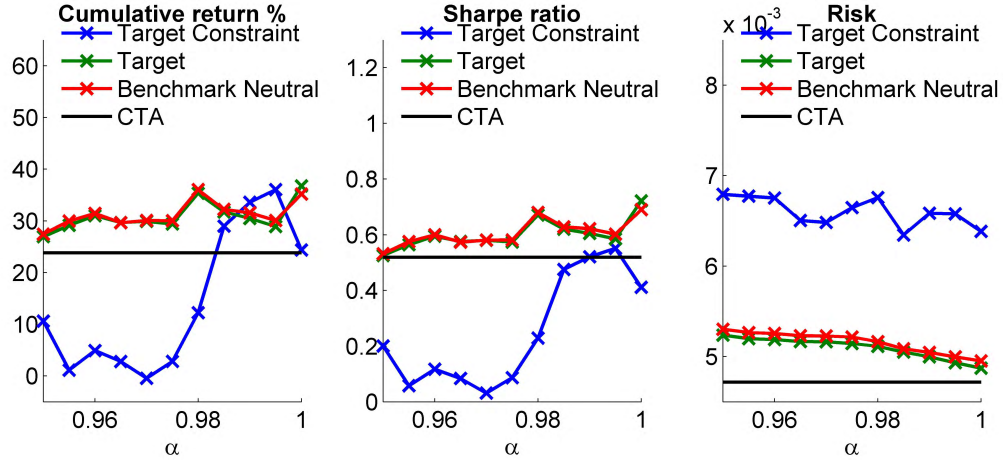 Cumulative return %
Target Constraint
Target
Benchmark Neutral
CTA
60
50
40
30
20
10
0
0.96
0.98
1
α
Sharpe ratio
Target Constraint
Target
Benchmark Neutral
CTA
1.2
1
0.8
0.6
0.4
0.2
0
0.96
0.98
1
α
Risk
x 10⁻³
Target Constraint
Target
Benchmark Neutral
CTA
8
7
6
5
0.96
0.98
1
α